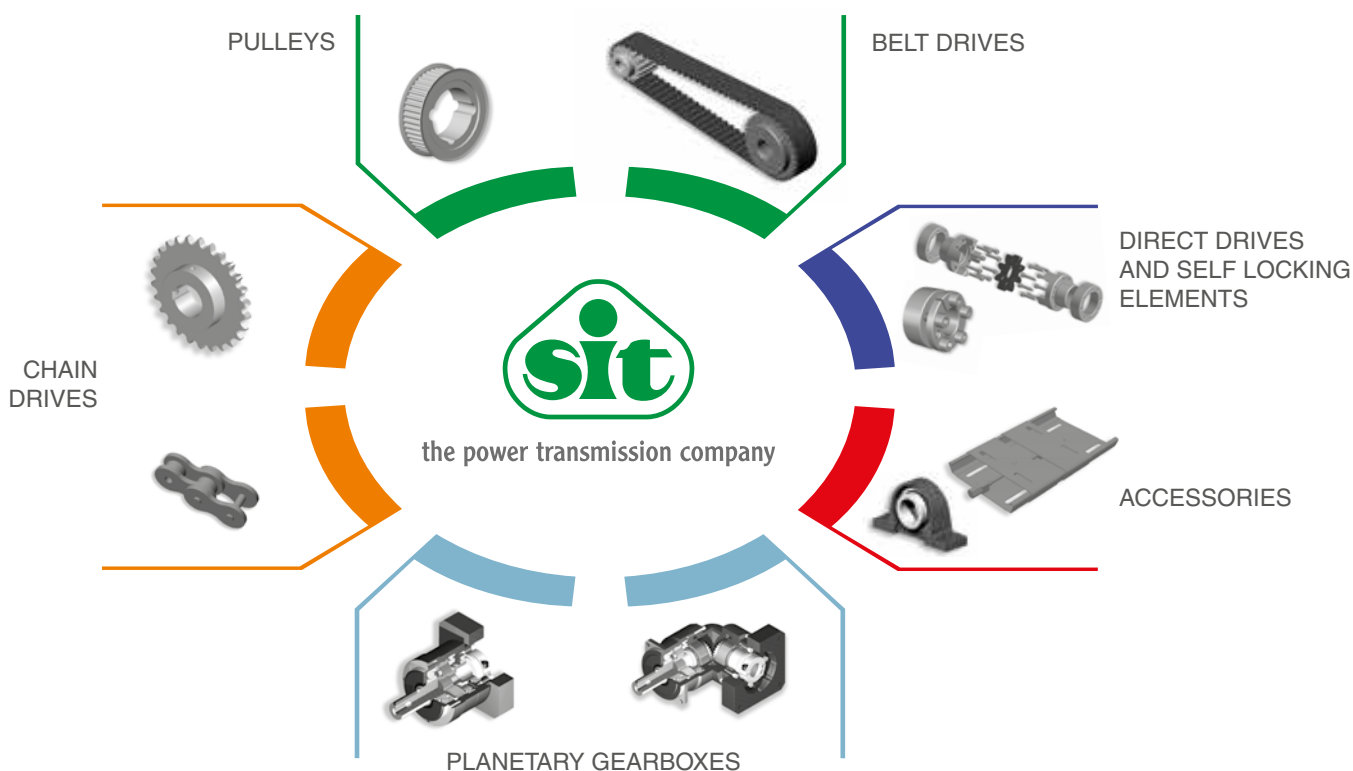 PULLEYS
BELT DRIVES
DIRECT DRIVES
AND SELF LOCKING
ELEMENTS
CHAIN
DRIVES
sit
the power transmission company
ACCESSORIES
PLANETARY GEARBOXES